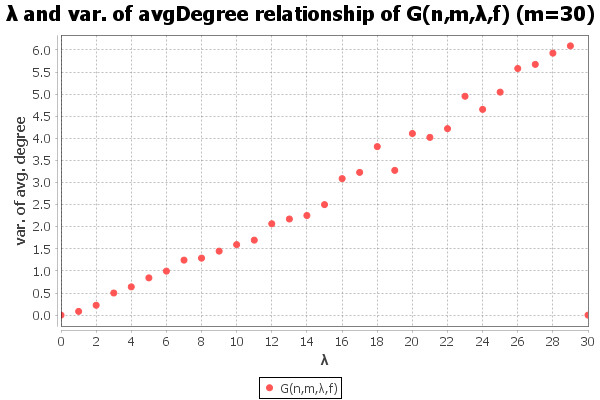 λ and var. of avgDegree relationship of G(n,m,λ,f) (m=30)
var. of avg. degree
6.0
5.5
5.0
4.5
4.0
3.5
3.0
2.5
2.0
1.5
1.0
0.5
0.0
0 2 4 6 8 10 12 14 16 18 20 22 24 26 28 30
λ
G(n,m,λ,f)